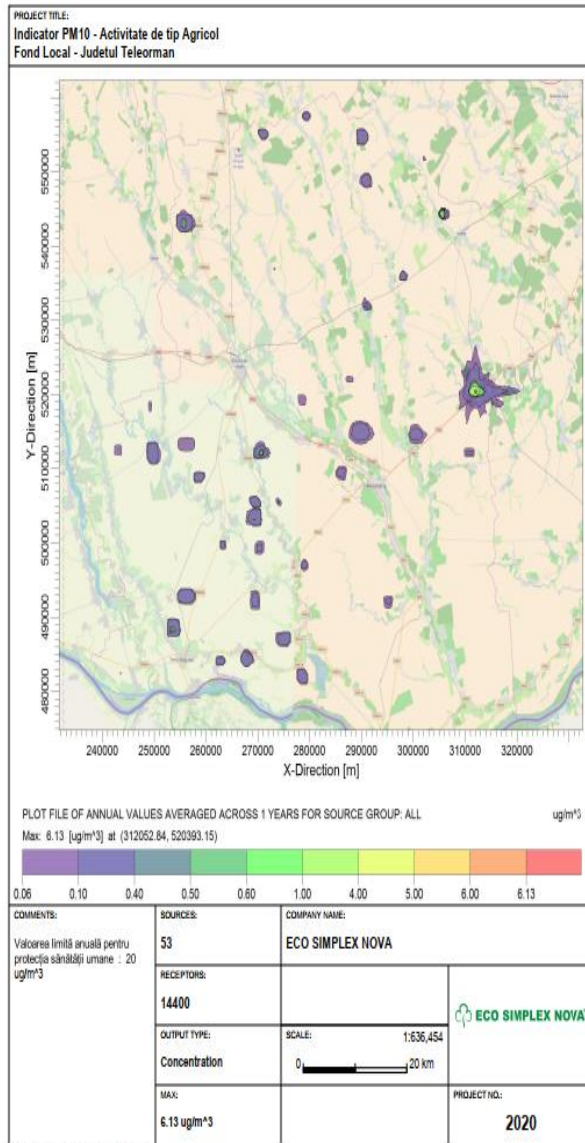 PROJECT TITLE:
Indicator PM10 - Activitate de tip Agricol
Fond Local - Judetul Teleorman
Y-Direction [m]
550000
540000
530000
520000
510000
500000
490000
480000
240000 250000 260000 270000 280000 290000 300000 310000 320000
X-Direction [m]
PLOT FILE OF ANNUAL VALUES AVERAGED ACROSS 1 YEARS FOR SOURCE GROUP: ALL ug/m^3
Max: 6.13 [ug/m^3] at (312052.84, 520393.15)
0.06 0.10 0.40 0.50 0.60 1.00 4.00 5.00 6.00 6.13
COMMENTS:
Valoarea limită anuală pentru
protecția sănătății umane : 20
ug/m^3
SOURCES:
53
COMPANY NAME:
ECO SIMPLEX NOVA
RECEPTORS:
14400
OUTPUT TYPE:
Concentration
SCALE: 1:636,454
0 20 km
ECO SIMPLEX NOVA
MAX:
6.13 ug/m^3
PROJECT NO.:
2020